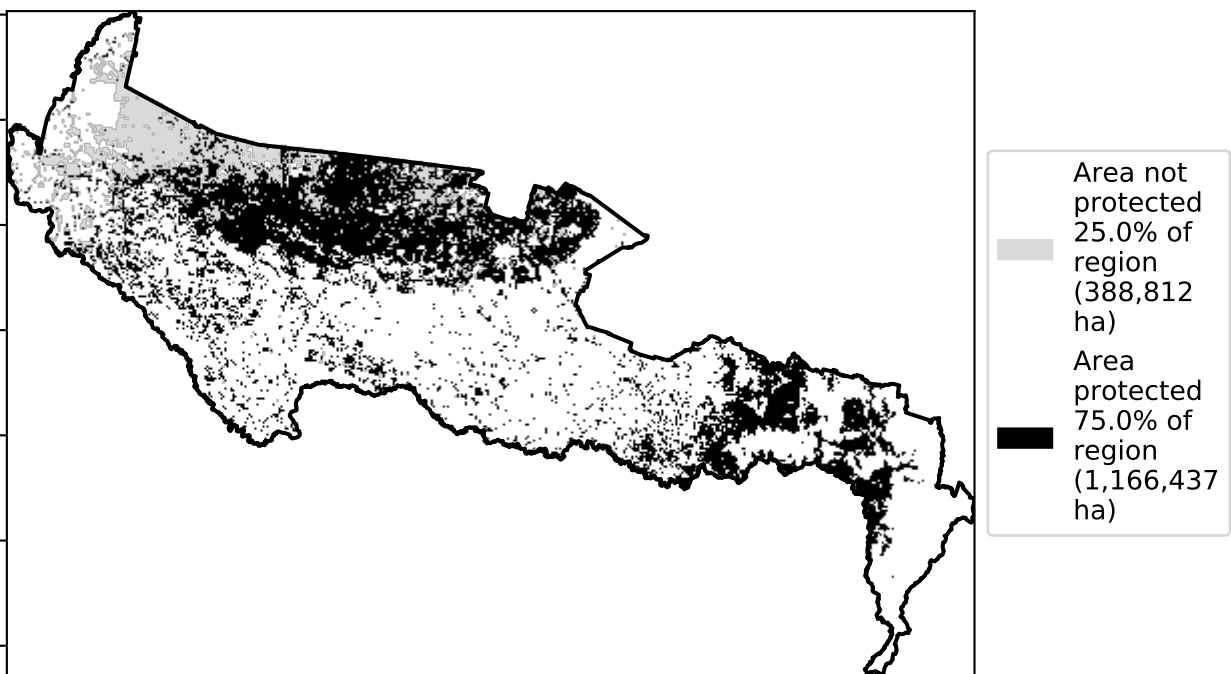 Area not
protected
25.0% of
region
(388,812
ha)
Area
protected
75.0% of
region
(1,166,437
ha)